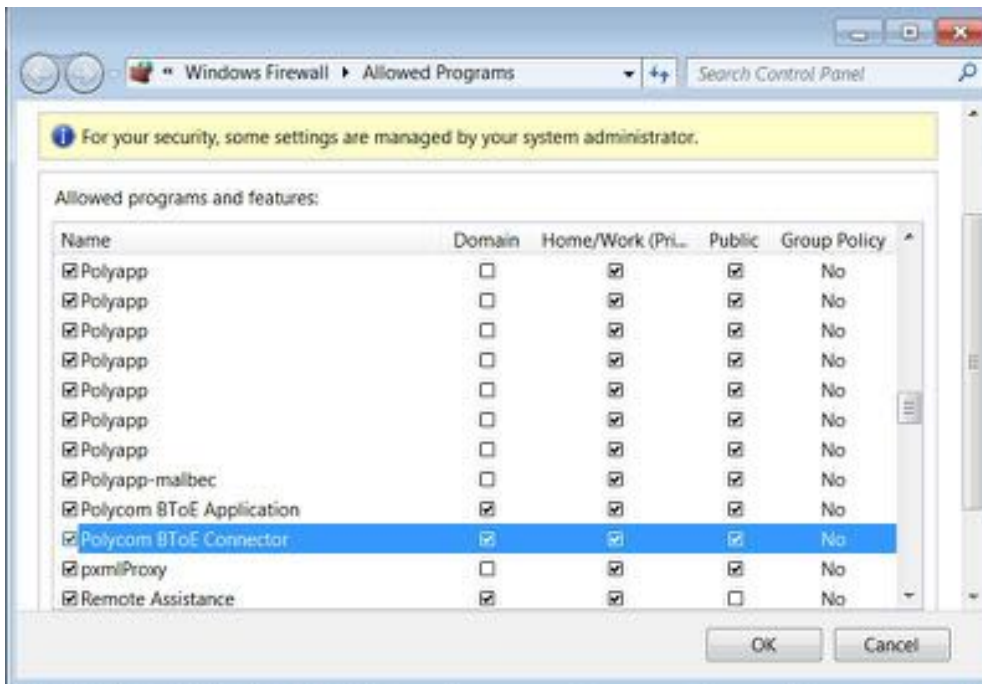 « Windows Firewall ▸ Allowed Programs Search Control Panel
For your security, some settings are managed by your system administrator.
Allowed programs and features:
Name Domain Home/Work (Pri... Public Group Policy
Polyapp No
Polyapp No
Polyapp No
Polyapp No
Polyapp No
Polyapp No
Polyapp No
Polyapp-malbec No
Polycom BToE Application No
Polycom BToE Connector No
pxmlProxy No
Remote Assistance No
OK Cancel